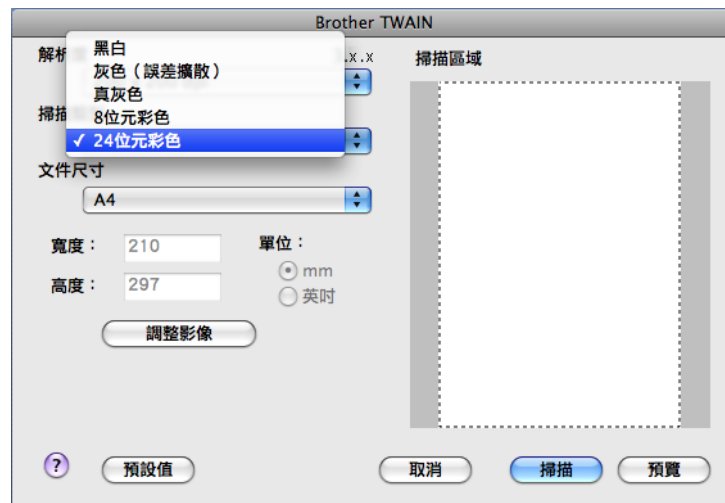 Brother TWAIN
解析
x.x
掃描區域
黑白
灰色（誤差擴散）
真灰色
8位元彩色
✓ 24位元彩色
掃描
文件尺寸
A4
寬度：
210
單位：
mm
高度：
297
英吋
調整影像
?
預設值
取消
掃描
預覽